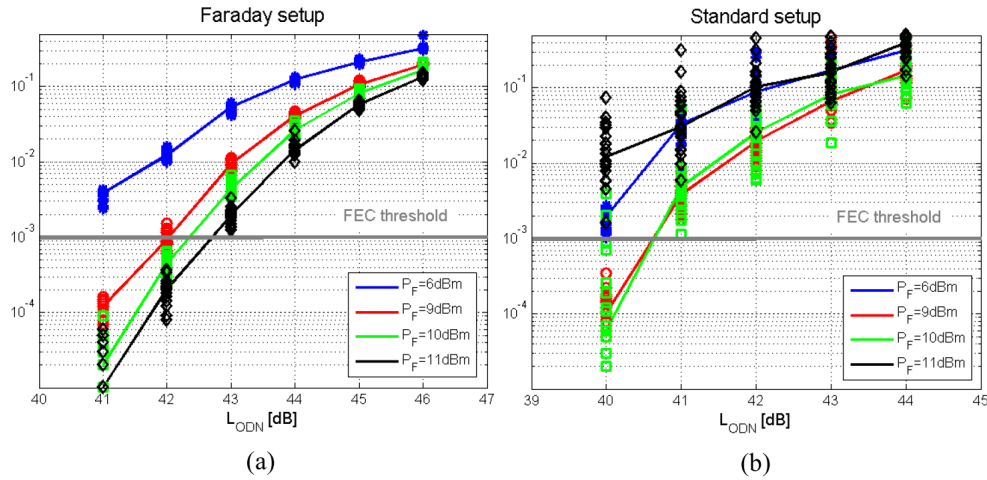 Faraday setup
10^-1
10^-2
10^-3
10^-4
FEC threshold
P_F=6dBm
P_F=9dBm
P_F=10dBm
P_F=11dBm
40 41 42 43 44 45 46 47
L_ODN [dB]
(a)
Standard setup
10^-1
10^-2
10^-3
10^-4
FEC threshold
P_F=6dBm
P_F=9dBm
P_F=10dBm
P_F=11dBm
39 40 41 42 43 44 45
L_ODN [dB]
(b)